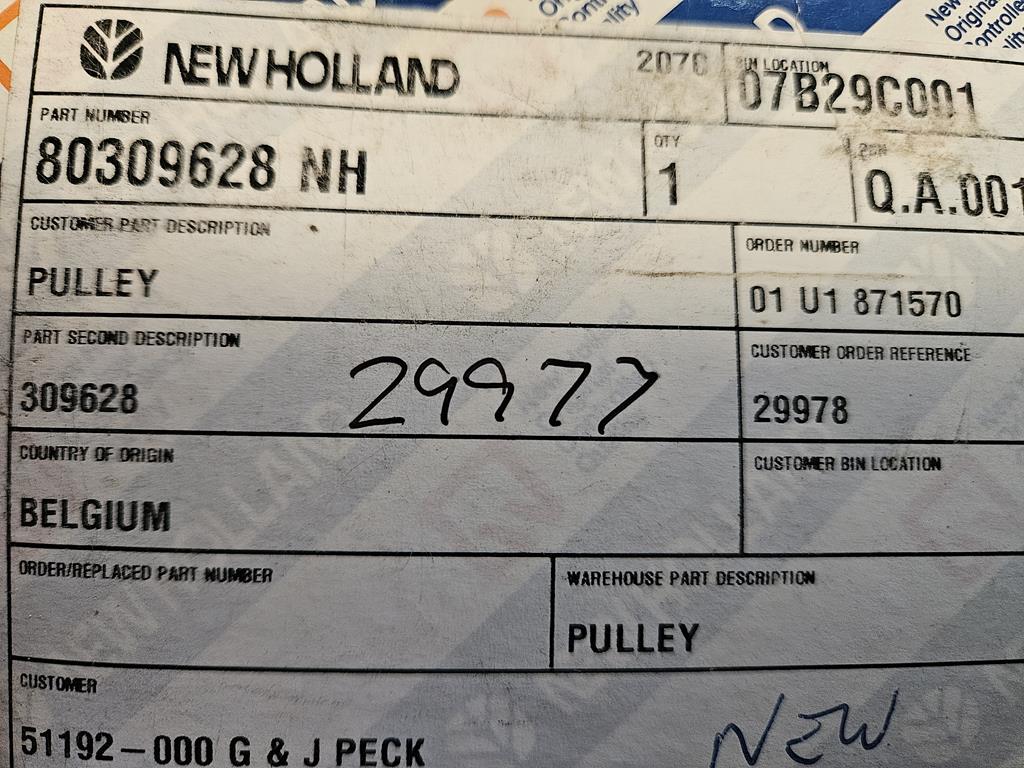 NEW HOLLAND
2076
BIN LOCATION
07B29C001
PART NUMBER
80309628 NH
QTY
1
Q.A.001
CUSTOMER PART DESCRIPTION
PULLEY
ORDER NUMBER
01 U1 871570
PART SECOND DESCRIPTION
309628
29977
CUSTOMER ORDER REFERENCE
29978
COUNTRY OF ORIGIN
BELGIUM
CUSTOMER BIN LOCATION
ORDER/REPLACED PART NUMBER
WAREHOUSE PART DESCRIPTION
PULLEY
CUSTOMER
51192-000 G & J PECK
NEW